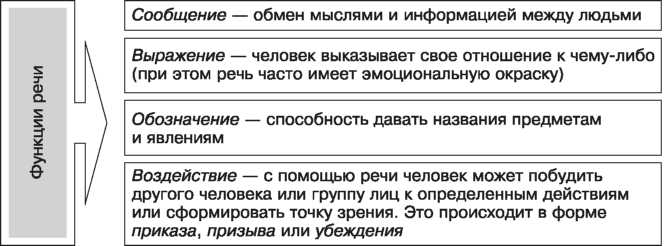 Функции речи
Сообщение — обмен мыслями и информацией между людьми
Выражение — человек выказывает свое отношение к чему-либо
(при этом речь часто имеет эмоциональную окраску)
Обозначение — способность давать названия предметам
и явлениям
Воздействие — с помощью речи человек может побудить
другого человека или группу лиц к определенным действиям
или сформировать точку зрения. Это происходит в форме
приказа, призыва или убеждения